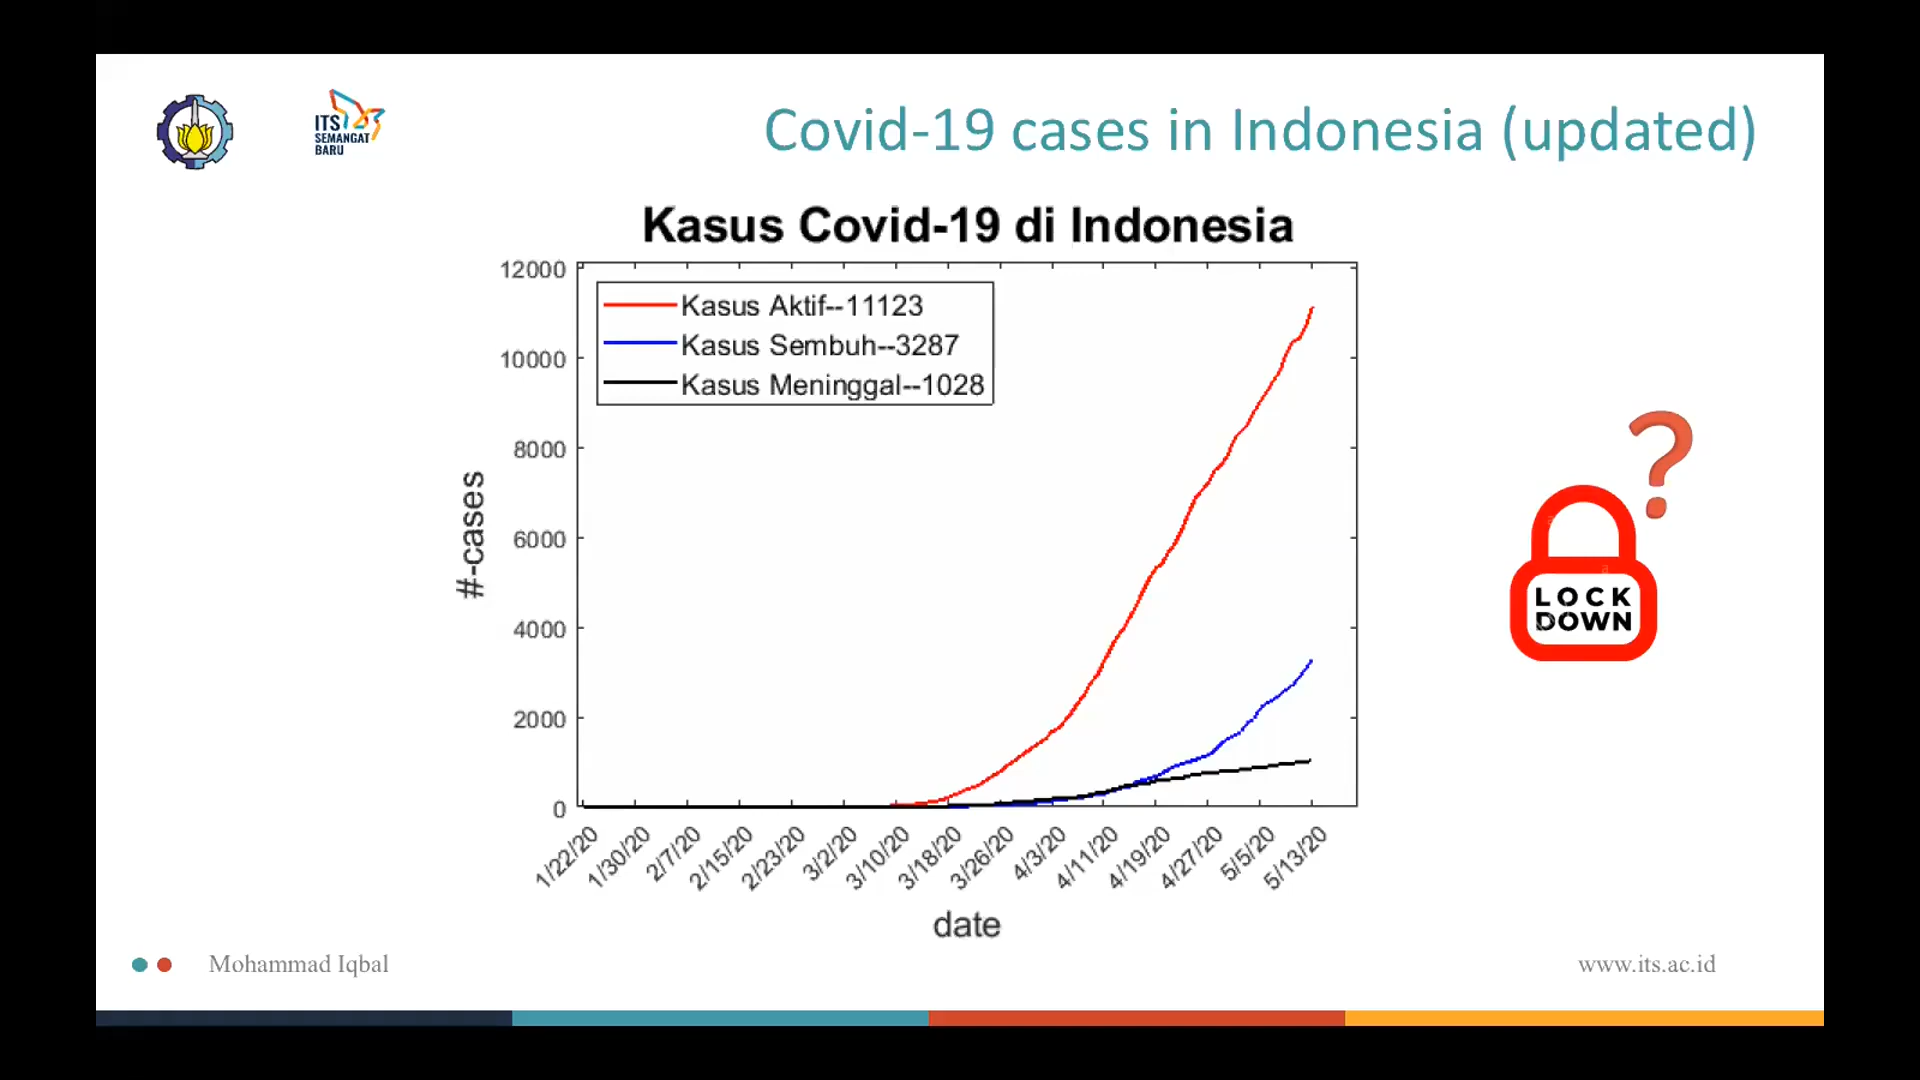 ITS
SEMANGAT
BARU
Covid-19 cases in Indonesia (updated)
Kasus Covid-19 di Indonesia
12000
10000
8000
6000
4000
2000
0
#-cases
Kasus Aktif--11123
Kasus Sembuh--3287
Kasus Meninggal--1028
1/22/20
1/30/20
2/7/20
2/15/20
2/23/20
3/2/20
3/10/20
3/18/20
3/26/20
4/3/20
4/11/20
4/19/20
4/27/20
5/5/20
5/13/20
date
?
LOCK
DOWN
Mohammad Iqbal
www.its.ac.id